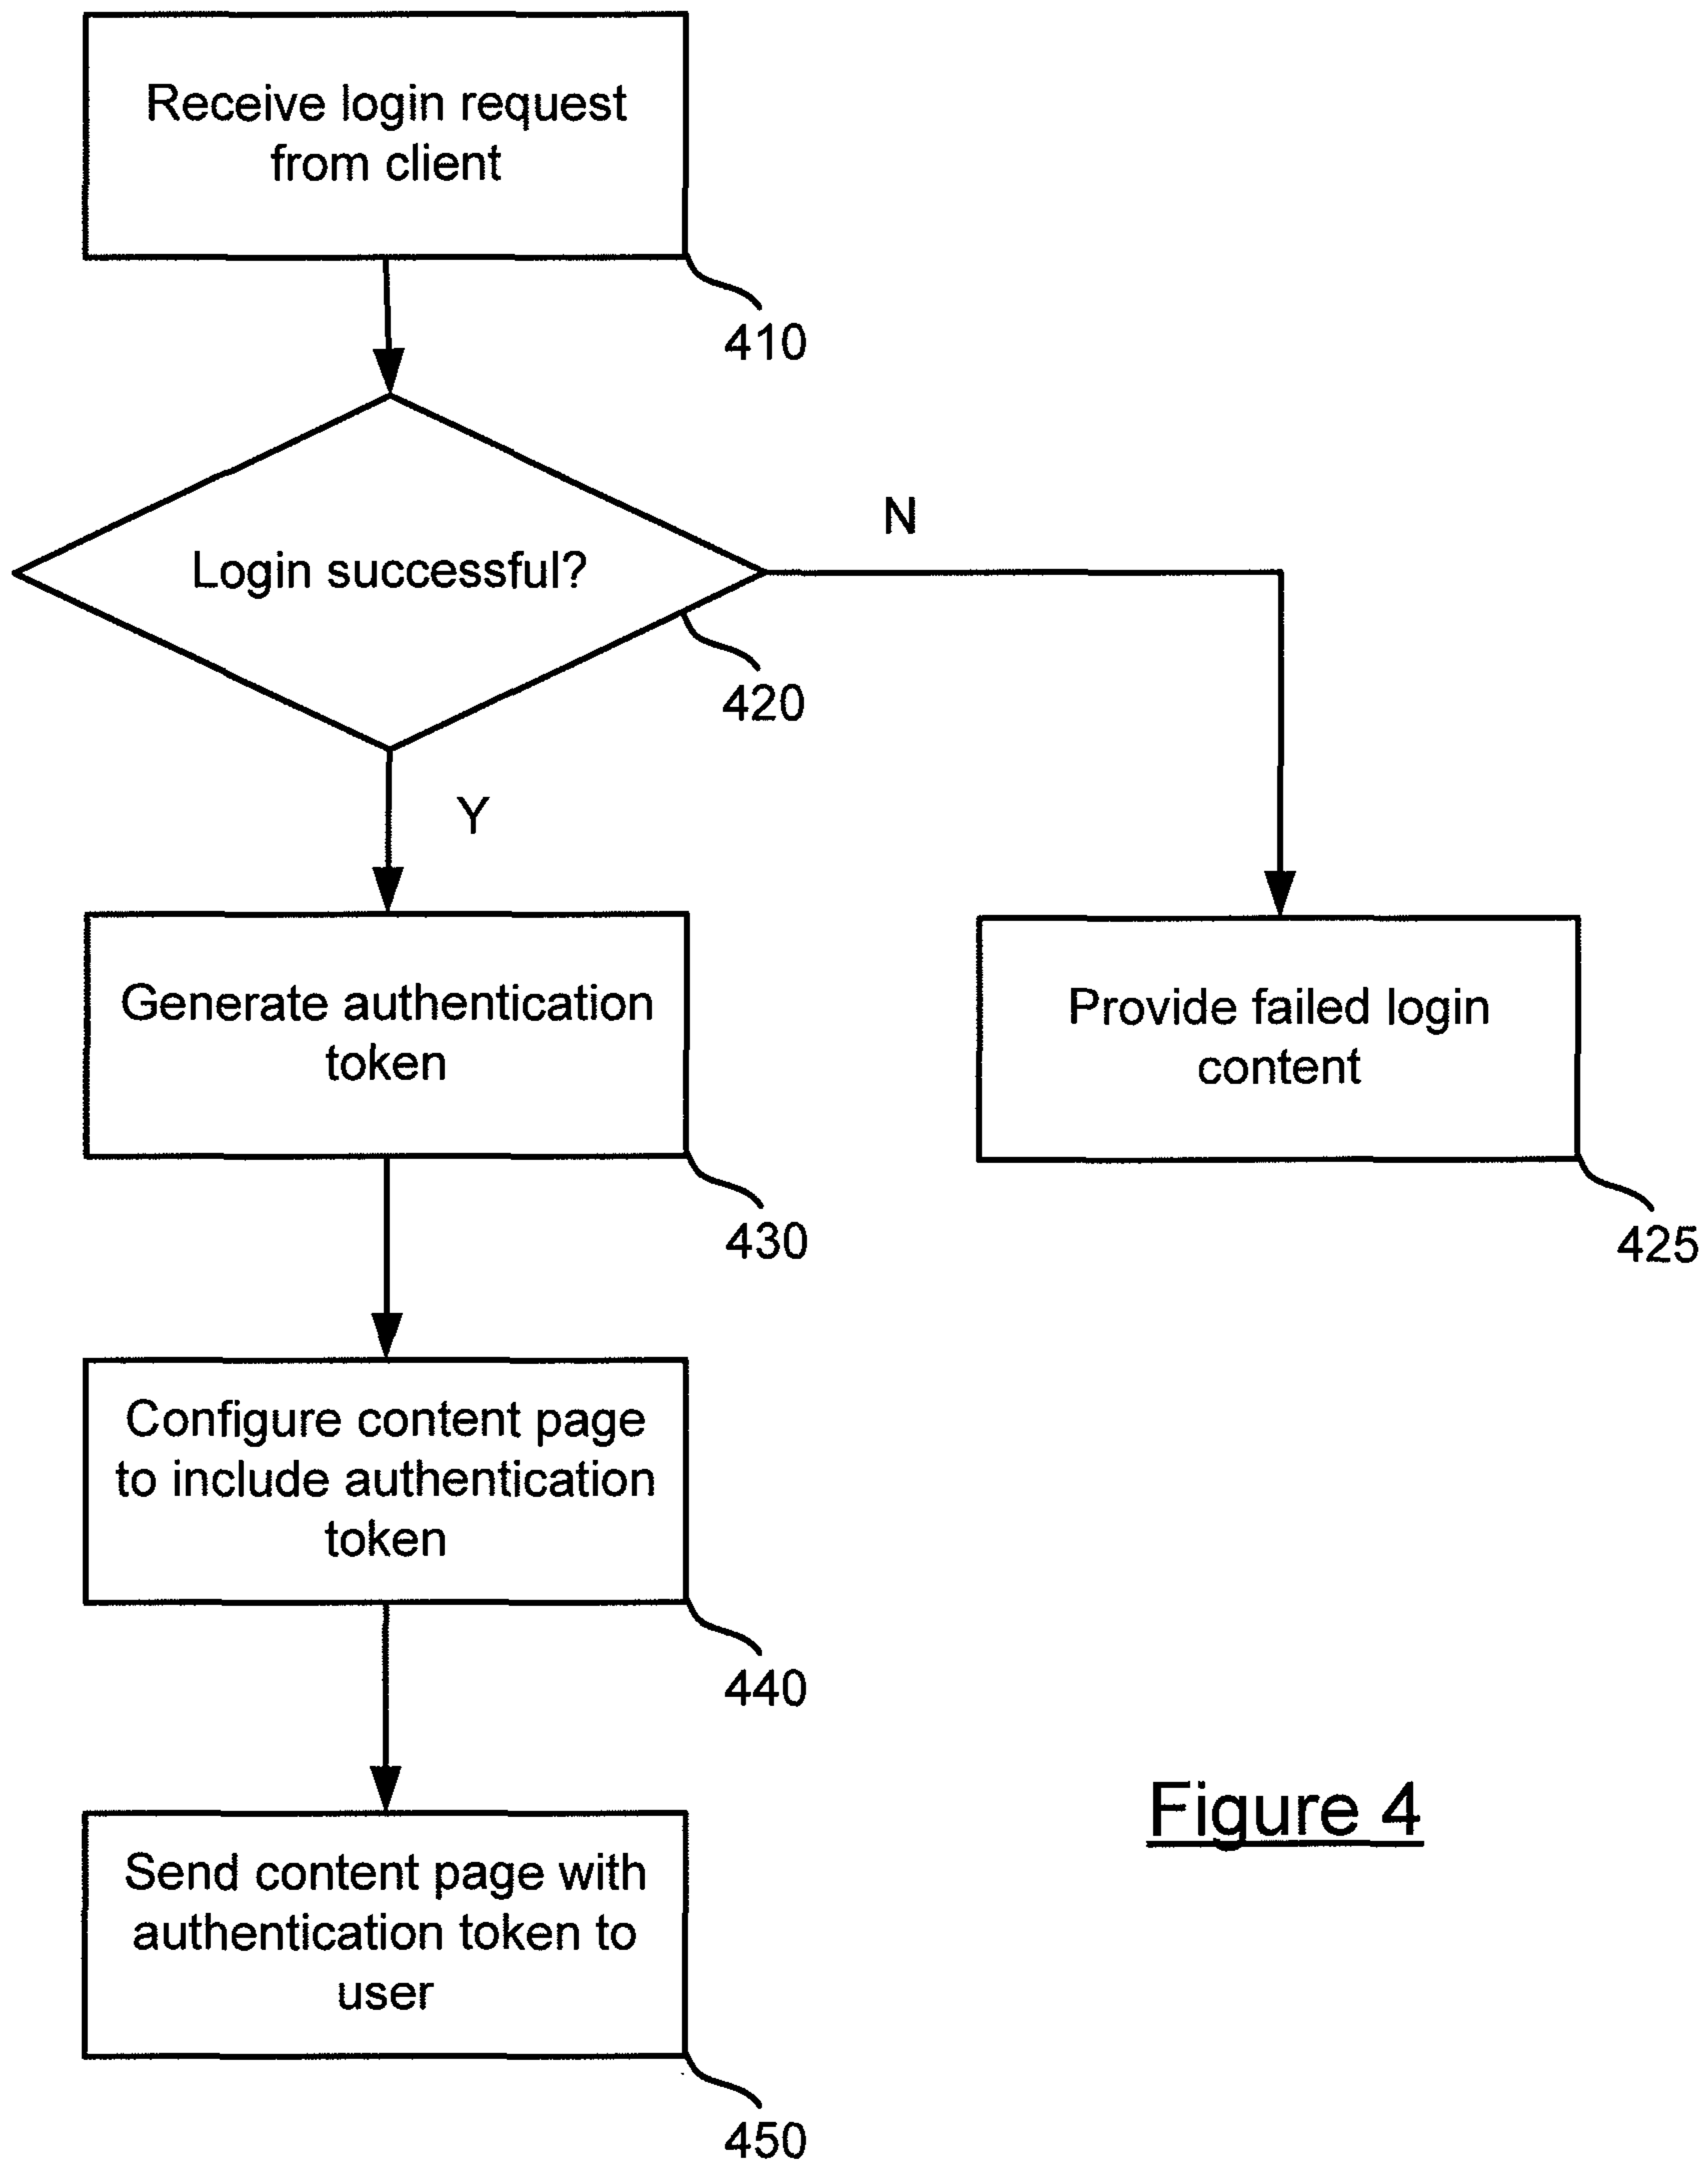 Receive login request
from client
410
Login successful?
N
420
Y
Generate authentication
token
430
Provide failed login
content
425
Configure content page
to include authentication
token
440
Send content page with
authentication token to
user
450
Figure 4